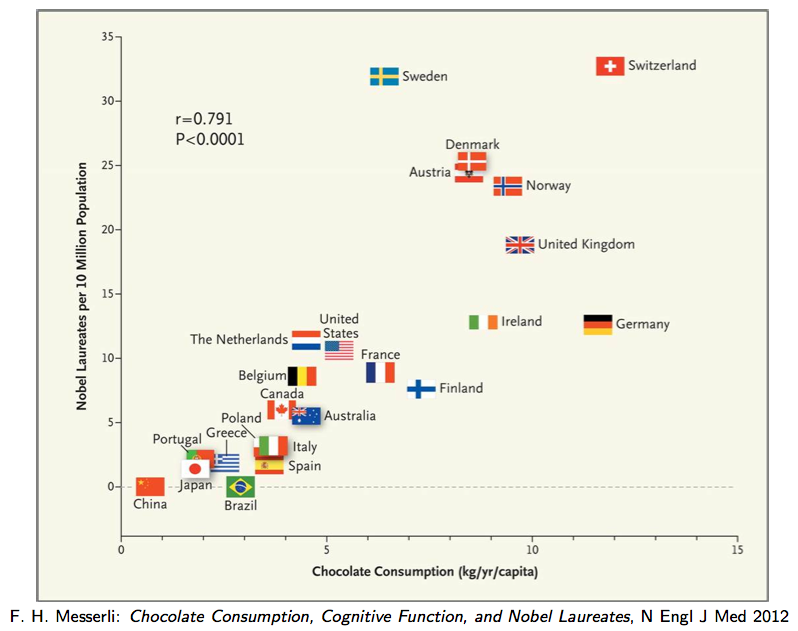 35
30
25
20
15
10
5
0
Nobel Laureates per 10 Million Population
r=0.791
P<0.0001
Sweden
Switzerland
Denmark
Austria
Norway
United Kingdom
Ireland
Germany
United
States
The Netherlands
France
Belgium
Finland
Canada
Australia
Poland
Portugal
Greece
Italy
Spain
Japan
China
Brazil
0
5
10
15
Chocolate Consumption (kg/yr/capita)
F. H. Messerli: Chocolate Consumption, Cognitive Function, and Nobel Laureates, N Engl J Med 2012